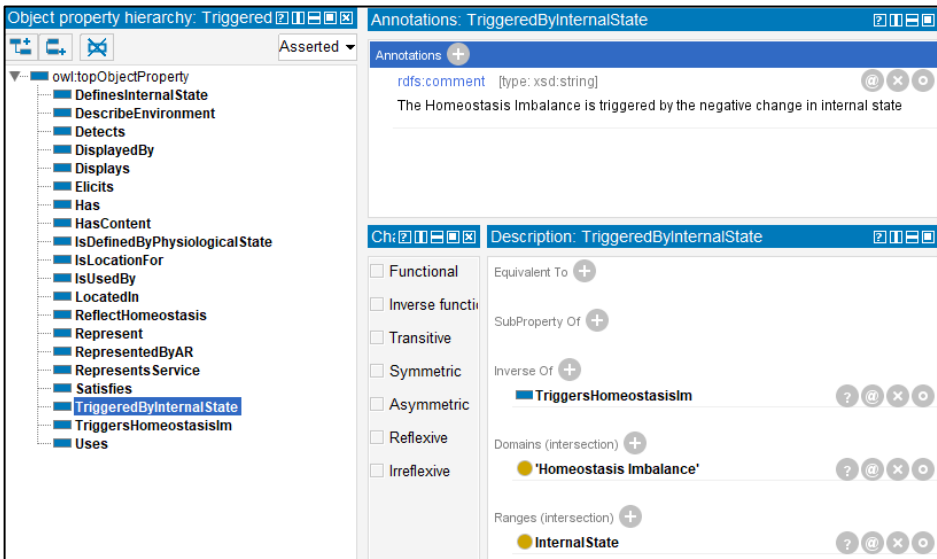 Object property hierarchy: Triggered
Asserted
owl:topObjectProperty
DefinesInternalState
DescribeEnvironment
Detects
DisplayedBy
Displays
Elicits
Has
HasContent
IsDefinedByPhysiologicalState
IsLocationFor
IsUsedBy
LocatedIn
ReflectHomeostasis
Represent
RepresentedByAR
RepresentsService
Satisfies
TriggeredByInternalState
TriggersHomeostasisIm
Uses
Annotations: TriggeredByInternalState
Annotations
rdfs:comment [type: xsd:string]
The Homeostasis Imbalance is triggered by the negative change in internal state
Cha
Functional
Inverse functi
Transitive
Symmetric
Asymmetric
Reflexive
Irreflexive
Description: TriggeredByInternalState
Equivalent To
SubProperty Of
Inverse Of
TriggersHomeostasisIm
Domains (intersection)
'Homeostasis Imbalance'
Ranges (intersection)
InternalState